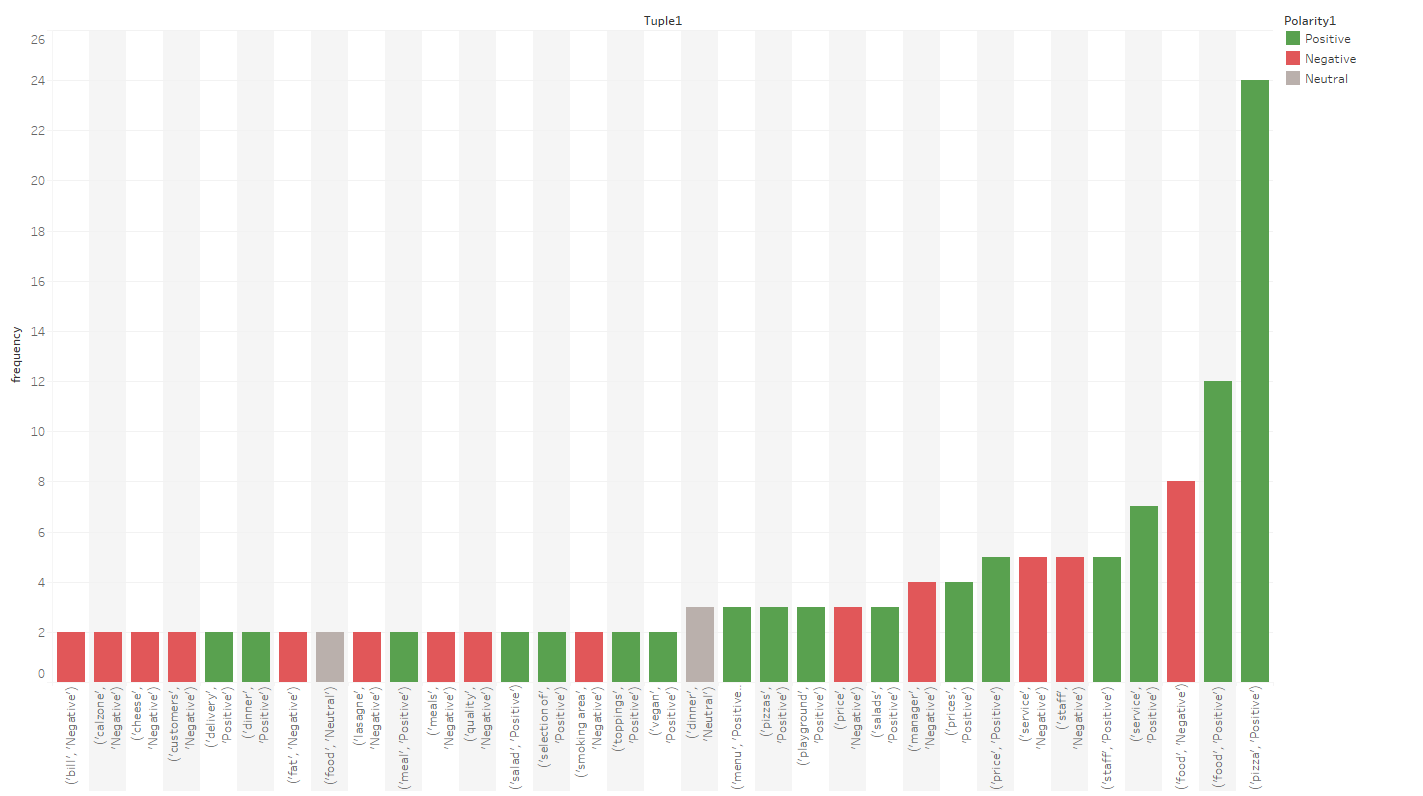 Tuple1
Polarity1
Positive
Negative
Neutral
frequency
26
24
22
20
18
16
14
12
10
8
6
4
2
0
('bill', 'Negative')
('calzone',
'Negative')
('cheese',
'Negative')
('customers',
'Negative')
('delivery',
'Positive')
('dinner',
'Positive')
('fat', 'Negative')
('food', 'Neutral')
('lasagne',
'Negative')
('meal', 'Positive')
('meals',
'Negative')
('quality',
'Negative')
('salad', 'Positive')
('selection of',
'Positive')
('smoking area',
'Negative')
('toppings',
'Positive')
('vegan',
'Positive')
('dinner',
'Neutral')
('menu', 'Positive..
('pizzas',
'Positive')
('playground',
'Positive')
('price',
'Negative')
('salads',
'Positive')
('manager',
'Negative')
('prices',
'Positive')
('price', 'Positive')
('service',
'Negative')
('staff',
'Negative')
('staff', 'Positive')
('service',
'Positive')
('food', 'Negative')
('food', 'Positive')
('pizza', 'Positive')